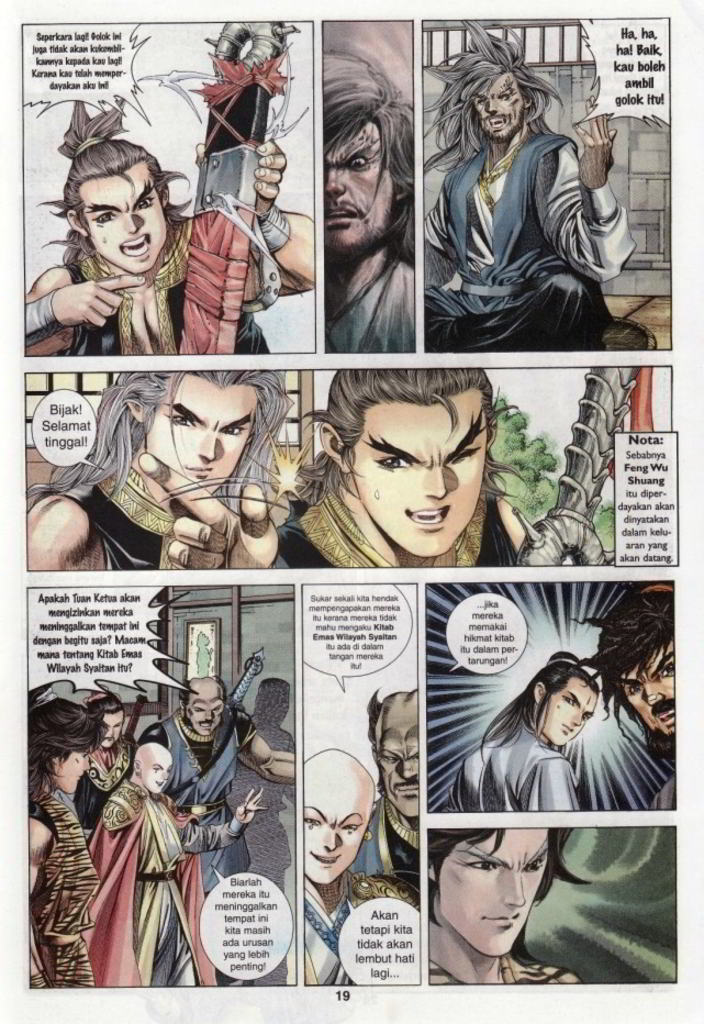 Seperkara lagi! Golok ini
juga tidak akan kukembli-
kannya kepada kau lagi!
Kerana kau telah memper-
dayakan aku ini!
Ha, ha,
ha! Baik,
kau boleh
ambil
golok itu!
Bijak!
Selamat
tinggal!
Nota:
Sebabnya
Feng Wu
Shuang
itu diper-
dayakan akan
dinyatakan
dalam kelu-
aran yang
akan datang.
Apakah Tuan Ketua akan
mengizinkan mereka
meninggalkan tempat ini
dengan begitu saja? Macam
mana tentang Kitab Emas
Wilayah Syaitan itu?
Biarlah
mereka itu
meninggalkan
tempat ini
kita masih
ada urusan
yang lebih
penting!
Sukar sekali kita hendak
mempengapakan mereka
itu kerana mereka tidak
mahu mengaku Kitab
Emas Wilayah Syaitan
itu ada di dalam
tangan mereka
itu!
Akan
tetapi kita
tidak akan
lembut hati
lagi...
...jika
mereka
memakai
hikmat kitab
itu dalam per-
tarungan!
19